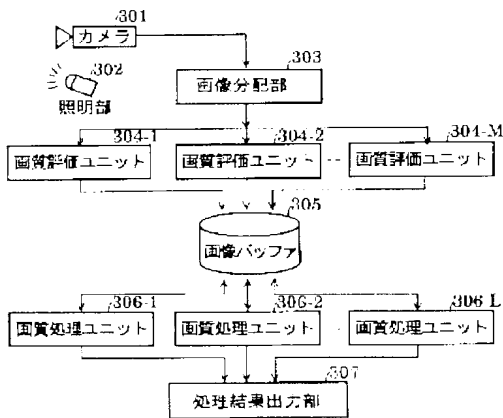 301
カメラ
302
照明部
303
画像分配部
304-1
304-2
304-M
画質評価ユニット
画質評価ユニット
画質評価ユニット
305
画像バッファ
306-1
306-2
306-L
画質処理ユニット
画質処理ユニット
画質処理ユニット
307
処理結果出力部